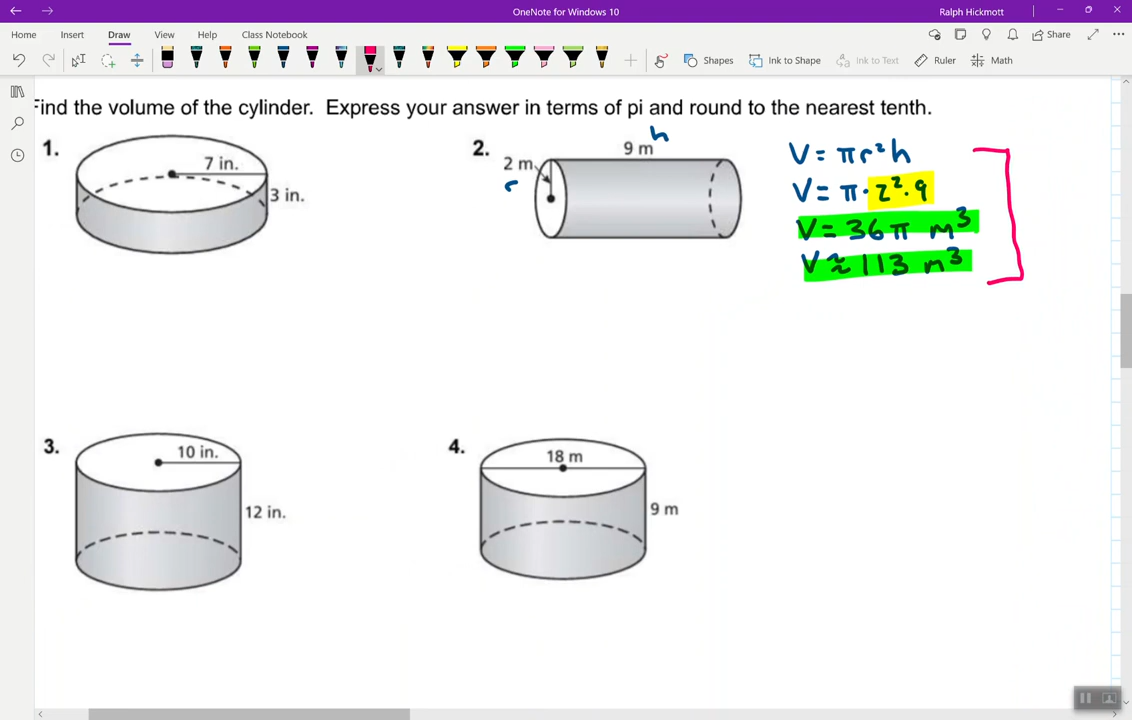 OneNote for Windows 10
Ralph Hickmott
Home Insert Draw View Help Class Notebook
Share
Shapes Ink to Shape Ink to Text Ruler Math
Find the volume of the cylinder. Express your answer in terms of pi and round to the nearest tenth.
1.
7 in.
3 in.
2.
2 m
r
9 m
h
V = πr²h
V = π · 2² · 9
V = 36π m³
V ≈ 113 m³
3.
10 in.
12 in.
4.
18 m
9 m